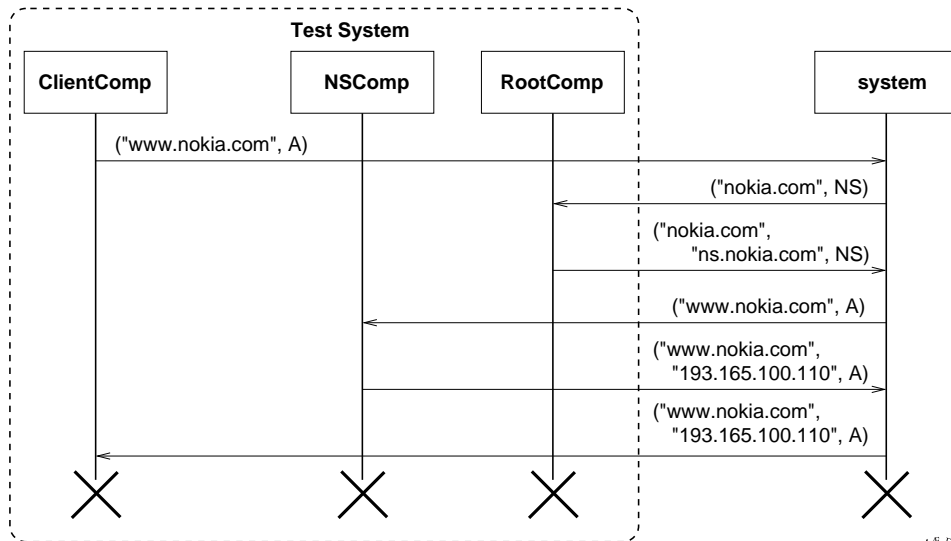 Test System
ClientComp
NSComp
RootComp
system
("www.nokia.com", A)
("nokia.com", NS)
("nokia.com",
"ns.nokia.com", NS)
("www.nokia.com", A)
("www.nokia.com",
"193.165.100.110", A)
("www.nokia.com",
"193.165.100.110", A)